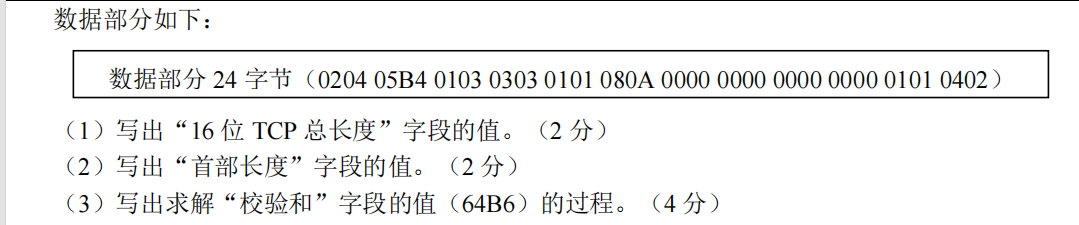 数据部分如下：
数据部分 24 字节（0204 05B4 0103 0303 0101 080A 0000 0000 0000 0000 0101 0402）
（1）写出“16 位 TCP 总长度”字段的值。（2 分）
（2）写出“首部长度”字段的值。（2 分）
（3）写出求解“校验和”字段的值（64B6）的过程。（4 分）